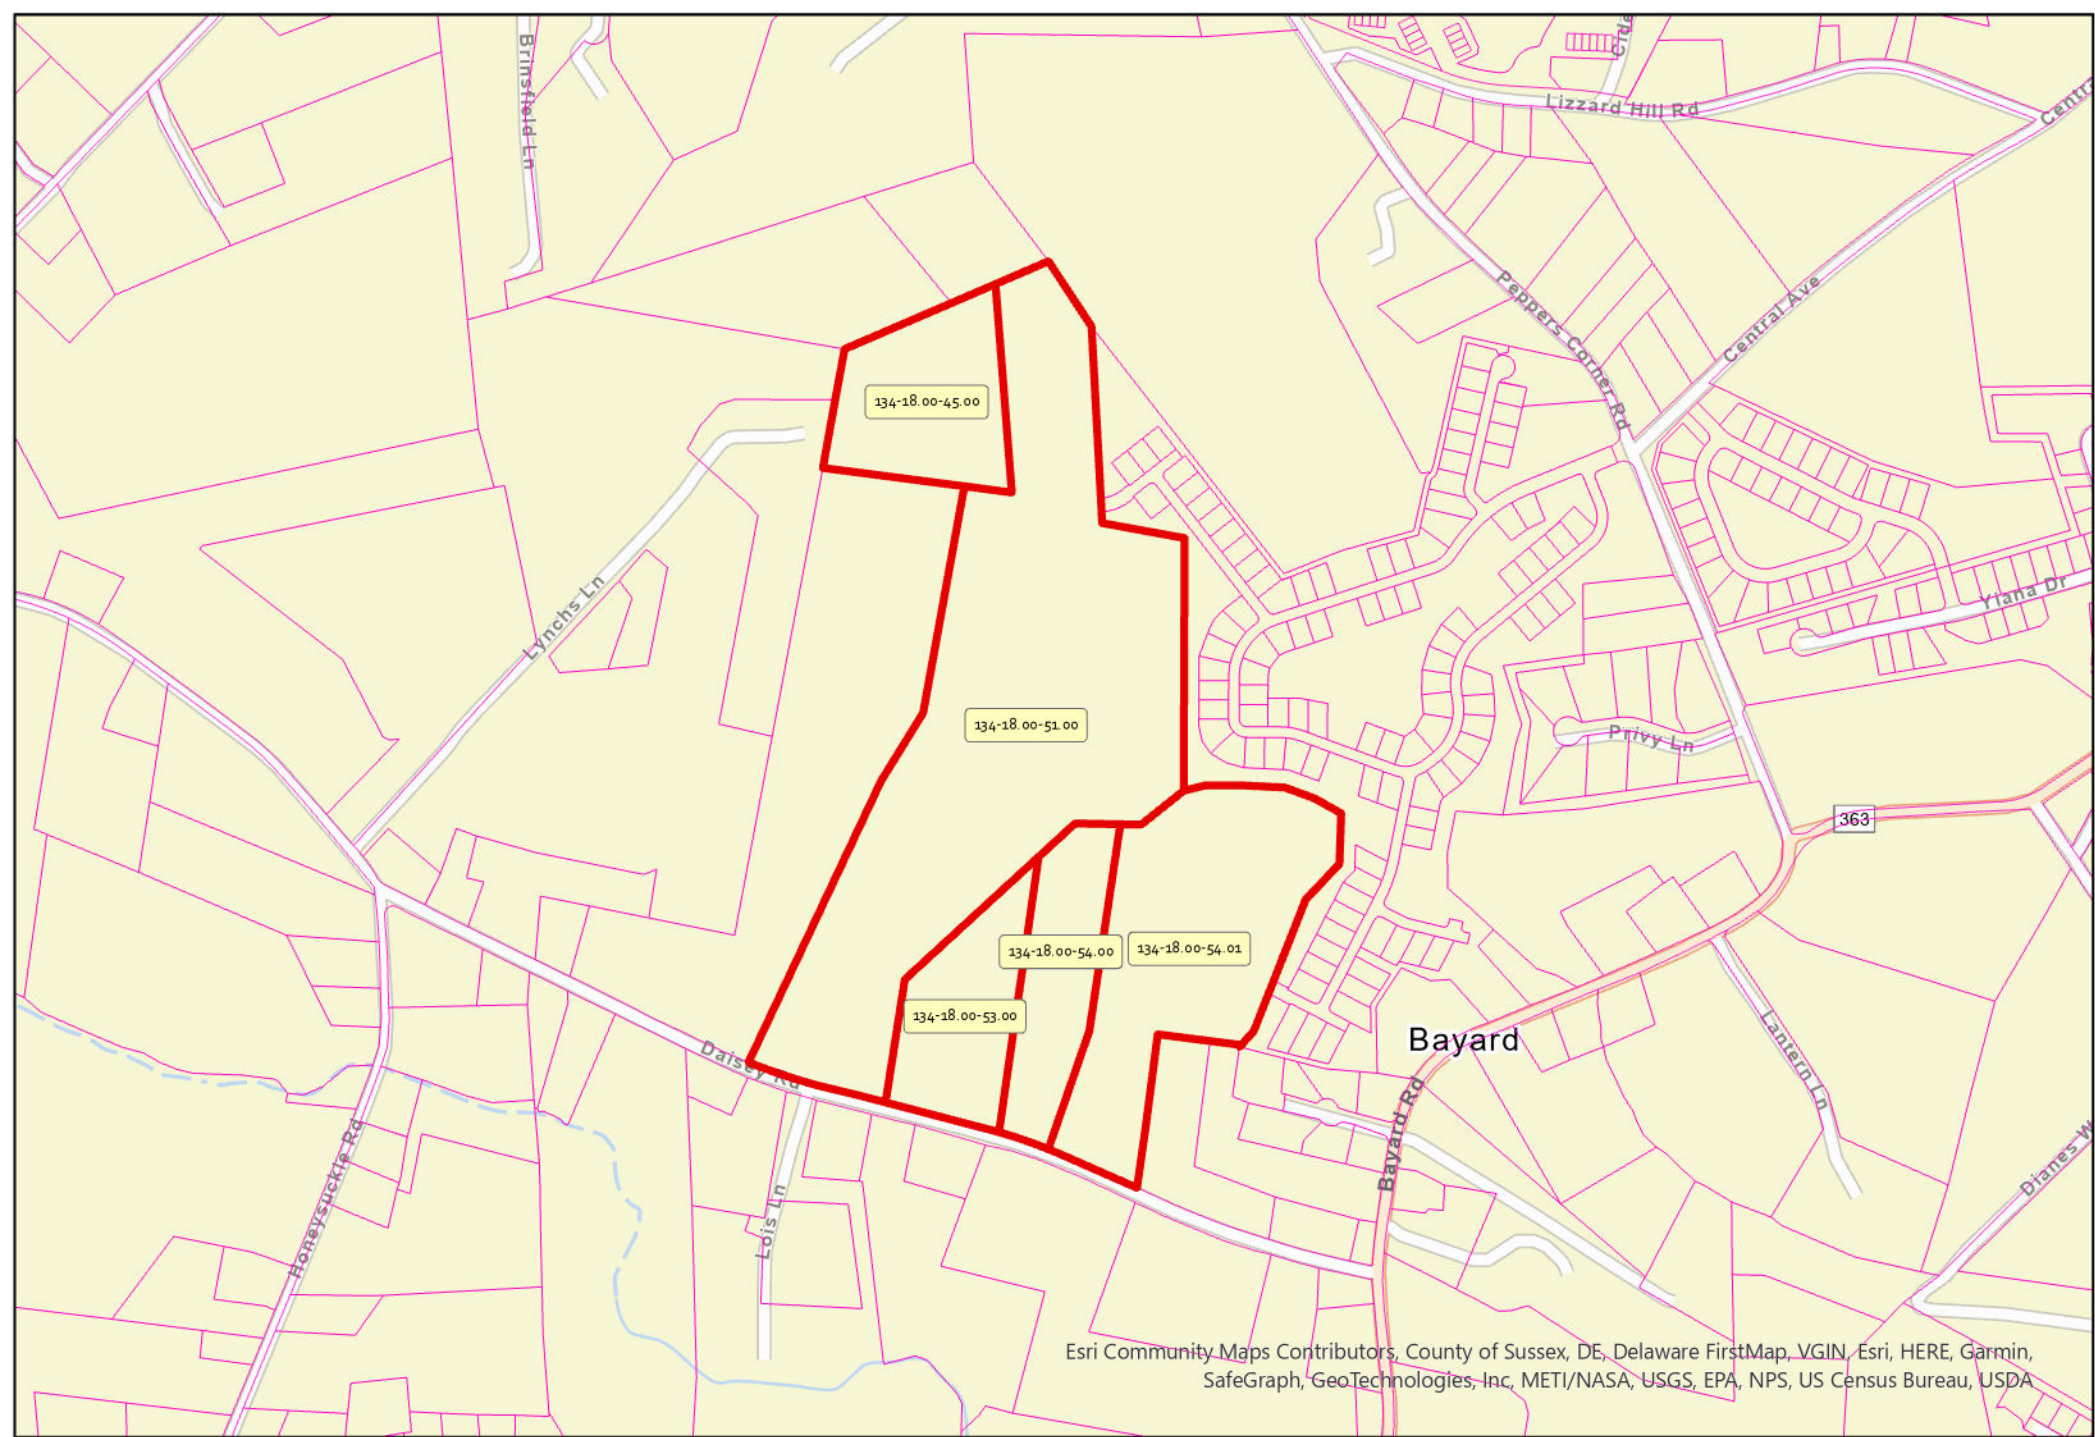 Brinsfield Ln
Lizzard Hill Rd
Peppers Corner Rd
Central Ave
134-18.00-45.00
Lynchs Ln
Yiana Dr
134-18.00-51.00
Privy Ln
363
134-18.00-54.00
134-18.00-54.01
134-18.00-53.00
Bayard
Daisey Rd
Lantern Ln
Bayard Rd
Honeysuckle Rd
Lois Ln
Dianes W
Esri Community Maps Contributors, County of Sussex, DE, Delaware FirstMap, VGIN, Esri, HERE, Garmin,
SafeGraph, GeoTechnologies, Inc, METI/NASA, USGS, EPA, NPS, US Census Bureau, USDA